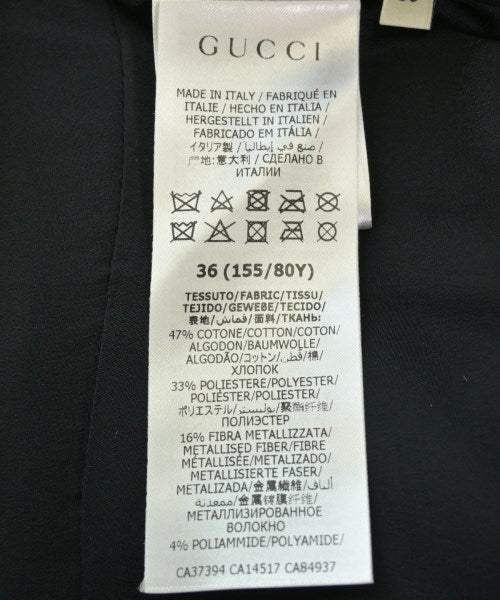 GUCCI
MADE IN ITALY / FABRIQUÉ EN
ITALIE / HECHO EN ITALIA /
HERGESTELLT IN ITALIEN /
FABRICADO EM ITÁLIA /
イタリア製 / صنع في إيطاليا /
产地:意大利 / СДЕЛАНО В
ИТАЛИИ
36 (155/80Y)
TESSUTO/FABRIC/TISSU/
TEJIDO/GEWEBE/TECIDO/
表地/قماش/面料/ТКАНЬ:
47% COTONE/COTTON/COTON/
ALGODON/BAUMWOLLE/
ALGODÃO/コットン/قطن/棉/
ХЛОПОК
33% POLIESTERE/POLYESTER/
POLIÉSTER/POLYESTER/
ポリエステル/بوليستر/聚酯纤维/
ПОЛИЭСТЕР
16% FIBRA METALLIZZATA/
METALLISED FIBER/FIBRE
MÉTALLISÉE/METALIZADO/
METALLISIERTE FASER/
METALIZADA/金属繊維/ألياف
ممعدنة/金属镀膜纤维/
МЕТАЛЛИЗИРОВАННОЕ
ВОЛОКНО
4% POLIAMMIDE/POLYAMIDE/
CA37394 CA14517 CA84937